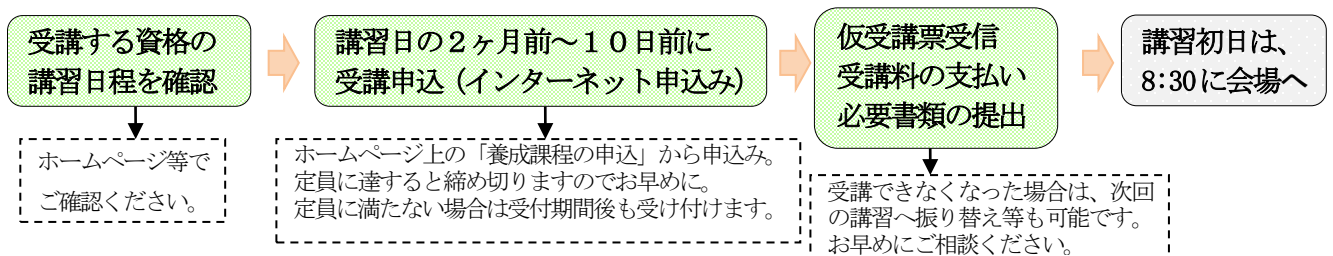 受講する資格の
講習日程を確認
講習日の２ヶ月前～１０日前に
受講申込（インターネット申込み）
仮受講票受信
受講料の支払い
必要書類の提出
講習初日は、
8:30に会場へ
ホームページ等で
ご確認ください。
ホームページ上の「養成課程の申込」から申込み。
定員に達すると締め切りますのでお早めに。
定員に満たない場合は受付期間後も受け付けます。
受講できなくなった場合は、次回
の講習へ振り替え等も可能です。
お早めにご相談ください。